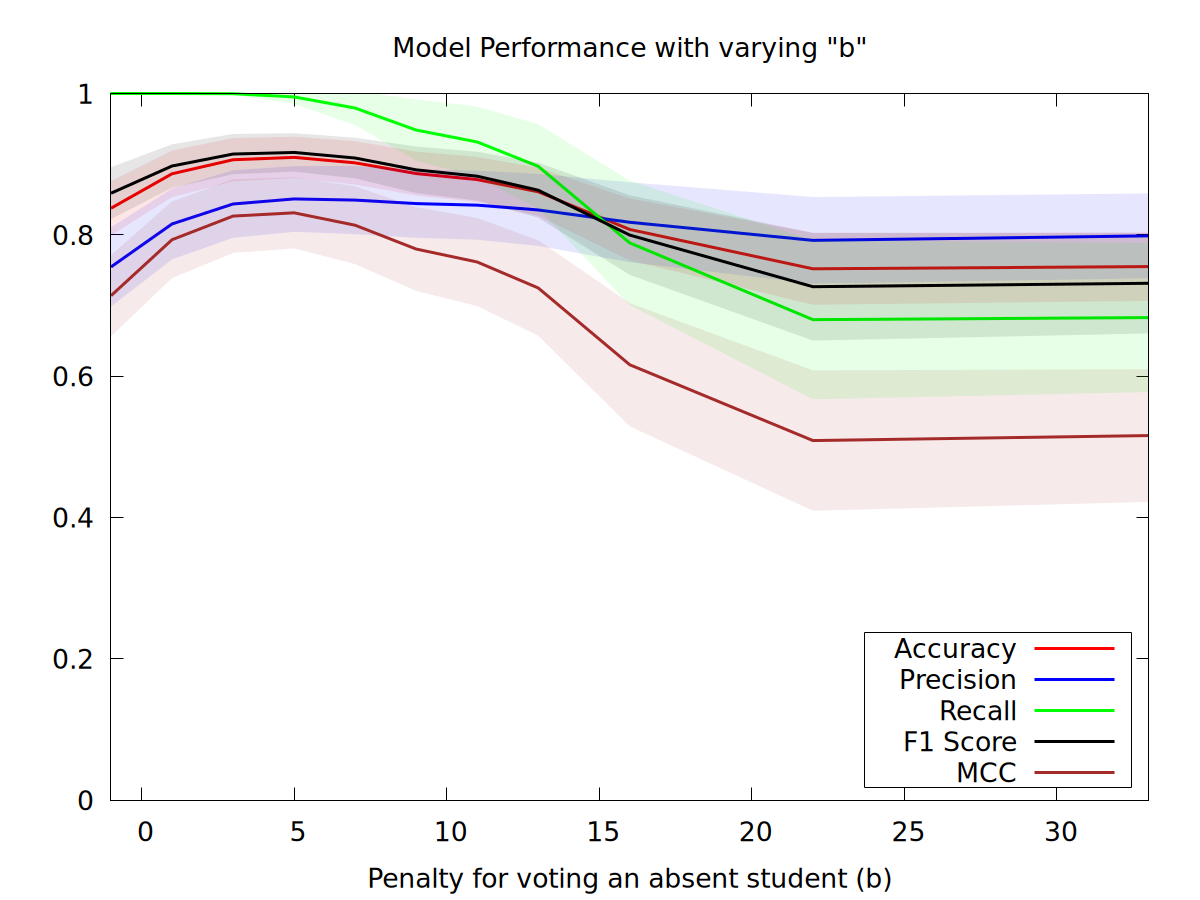 Model Performance with varying "b"
1
0.8
0.6
0.4
0.2
0
Accuracy
Precision
Recall
F1 Score
MCC
0 5 10 15 20 25 30
Penalty for voting an absent student (b)